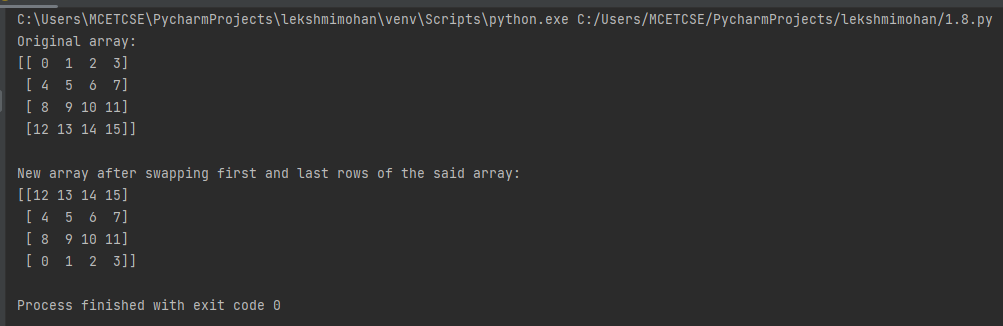 C:\Users\MCETCSE\PycharmProjects\lekshmimohan\venv\Scripts\python.exe C:/Users/MCETCSE/PycharmProjects/lekshmimohan/1.8.py
Original array:
[[ 0  1  2  3]
 [ 4  5  6  7]
 [ 8  9 10 11]
 [12 13 14 15]]
New array after swapping first and last rows of the said array:
[[12 13 14 15]
 [ 4  5  6  7]
 [ 8  9 10 11]
 [ 0  1  2  3]]
Process finished with exit code 0